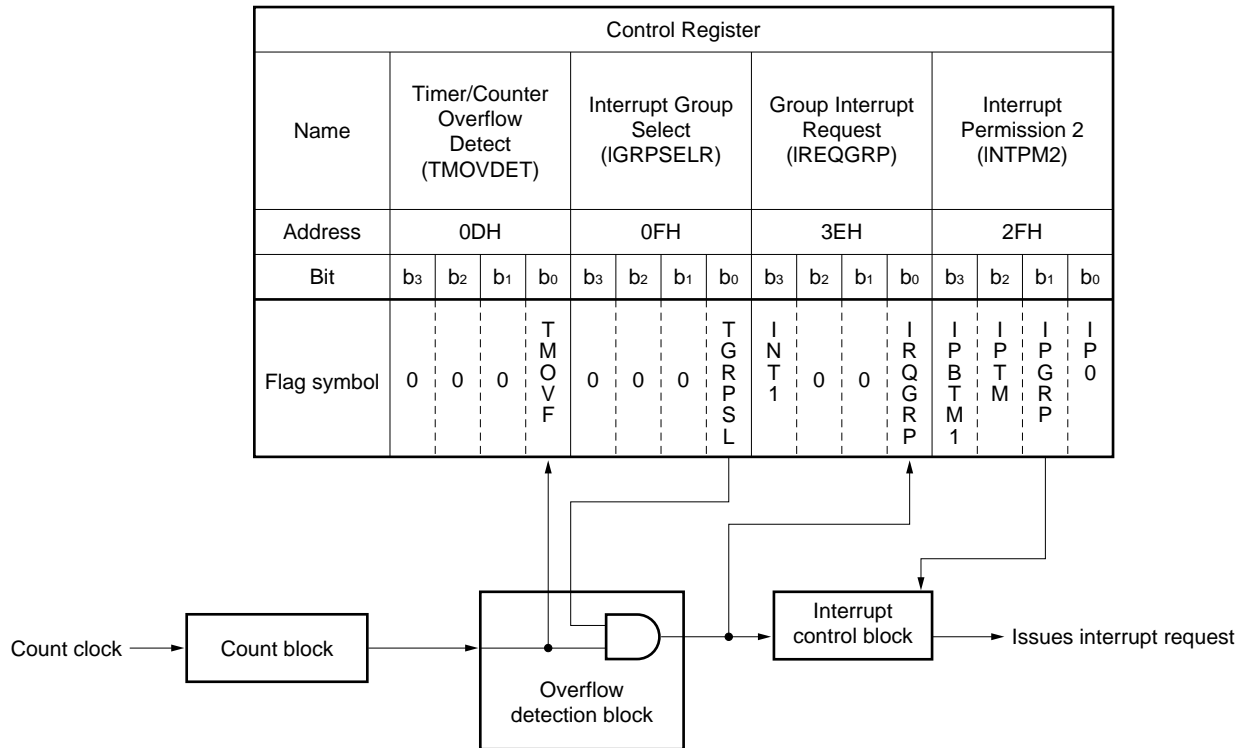 Control Register
Name
Timer/Counter
Overflow
Detect
(TMOVDET)
Interrupt Group
Select
(IGRPSELR)
Group Interrupt
Request
(IREQGRP)
Interrupt
Permission 2
(INTPM2)
Address 0DH 0FH 3EH 2FH
Bit b3 b2 b1 b0 b3 b2 b1 b0 b3 b2 b1 b0 b3 b2 b1 b0
Flag symbol 0 0 0 TMOVF 0 0 0 TGRPSL INT1 0 0 IRQGRP IPBTM1 IPTM IPGRP IP0
Count clock
Count block
Overflow
detection block
Interrupt
control block
Issues interrupt request